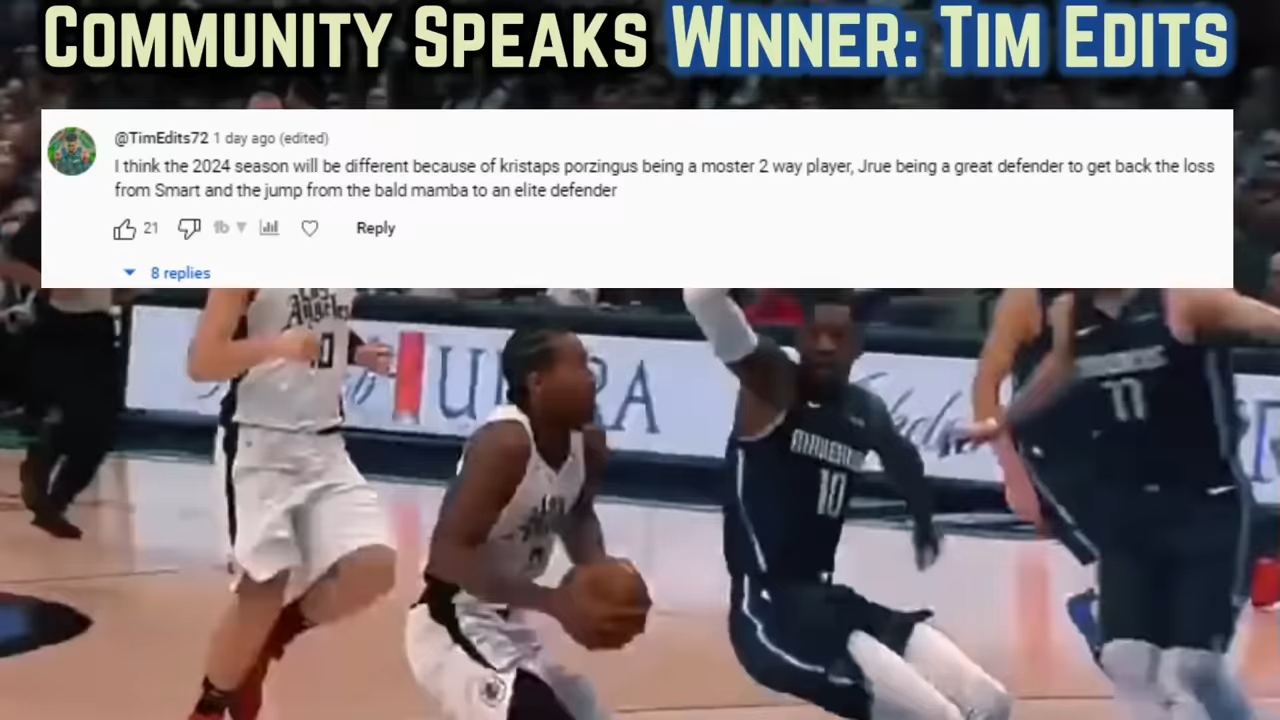 COMMUNITY SPEAKS WINNER: TIM EDITS
@TimEdits72 1 day ago (edited)
I think the 2024 season will be different because of kristaps porzingus being a moster 2 way player, Jrue being a great defender to get back the loss
from Smart and the jump from the bald mamba to an elite defender
21
Reply
8 replies
Los
Angeles
MAVERICKS
10